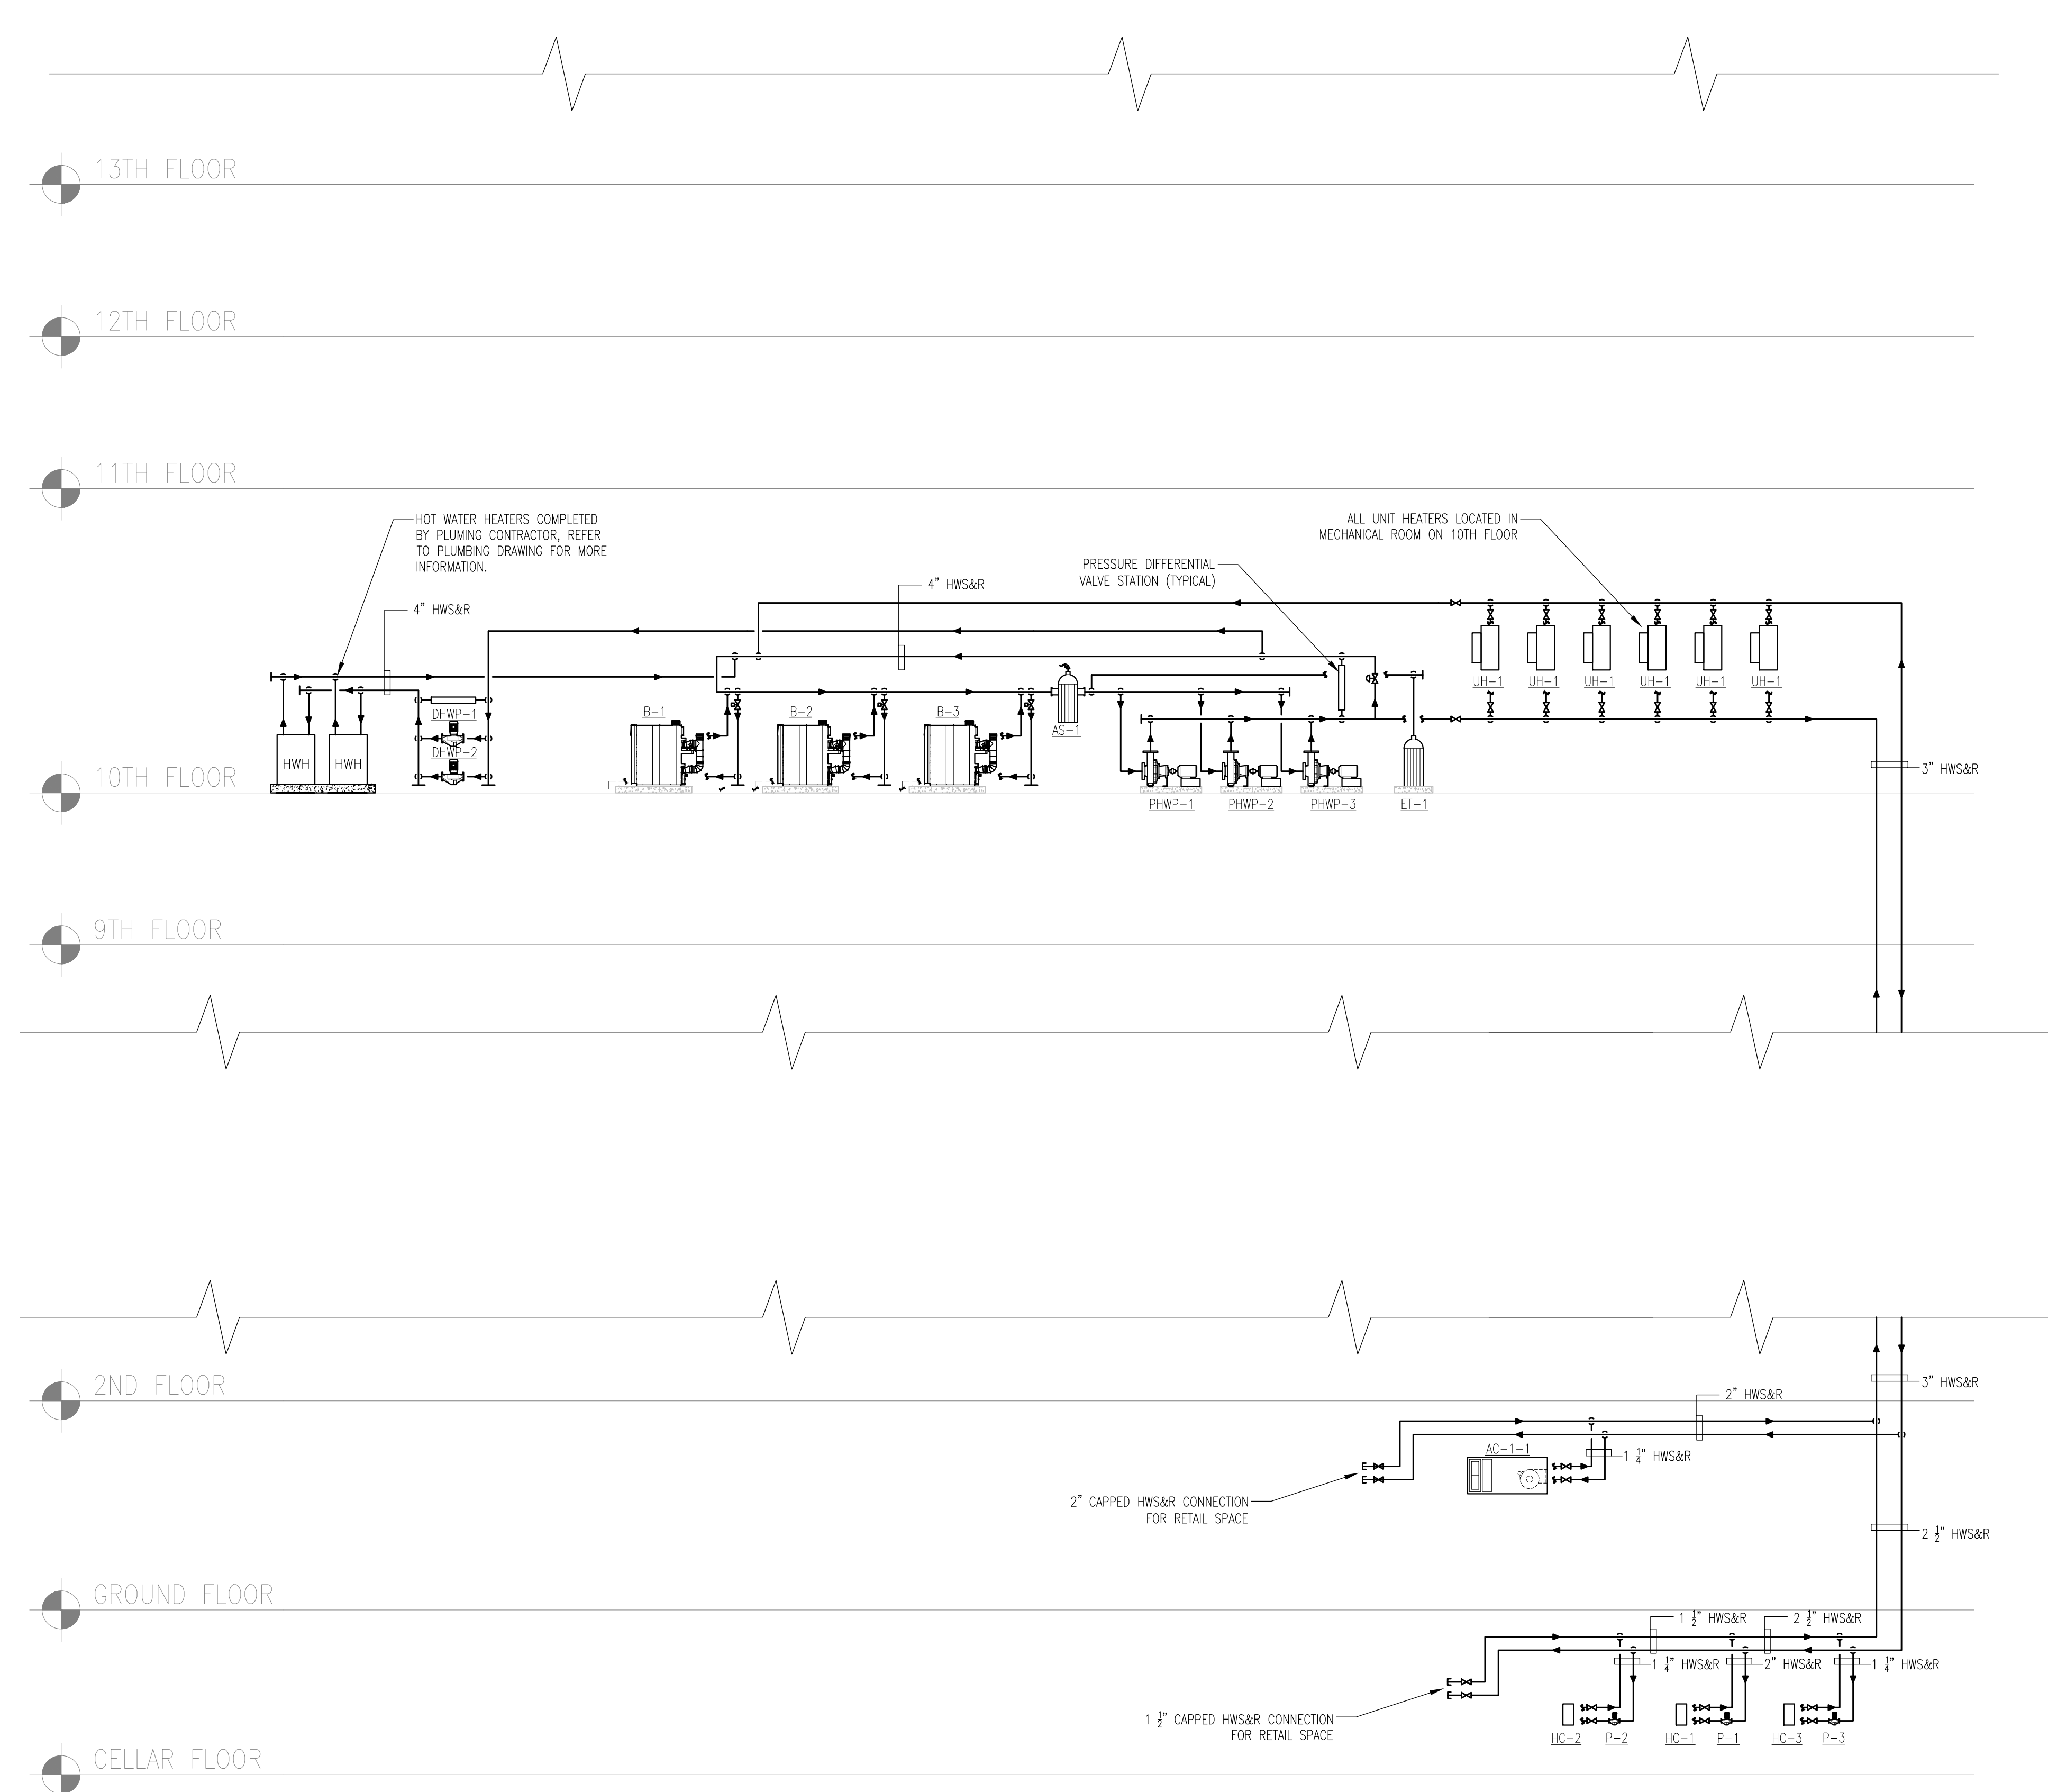 13TH FLOOR
12TH FLOOR
11TH FLOOR
HOT WATER HEATERS COMPLETED
BY PLUMING CONTRACTOR, REFER
TO PLUMBING DRAWING FOR MORE
INFORMATION.
ALL UNIT HEATERS LOCATED IN
MECHANICAL ROOM ON 10TH FLOOR
PRESSURE DIFFERENTIAL
VALVE STATION (TYPICAL)
4" HWS&R
4" HWS&R
UH-1
UH-1
UH-1
UH-1
UH-1
UH-1
DHWP-1
DHWP-2
B-1
B-2
B-3
AS-1
HWH
HWH
10TH FLOOR
3" HWS&R
PHWP-1
PHWP-2
PHWP-3
ET-1
9TH FLOOR
2ND FLOOR
3" HWS&R
2" HWS&R
AC-1-1
1 1/4" HWS&R
2" CAPPED HWS&R CONNECTION
FOR RETAIL SPACE
2 1/2" HWS&R
GROUND FLOOR
1 1/2" HWS&R
2 1/2" HWS&R
1 1/4" HWS&R
2" HWS&R
1 1/4" HWS&R
1 1/2" CAPPED HWS&R CONNECTION
FOR RETAIL SPACE
HC-2
P-2
HC-1
P-1
HC-3
P-3
CELLAR FLOOR